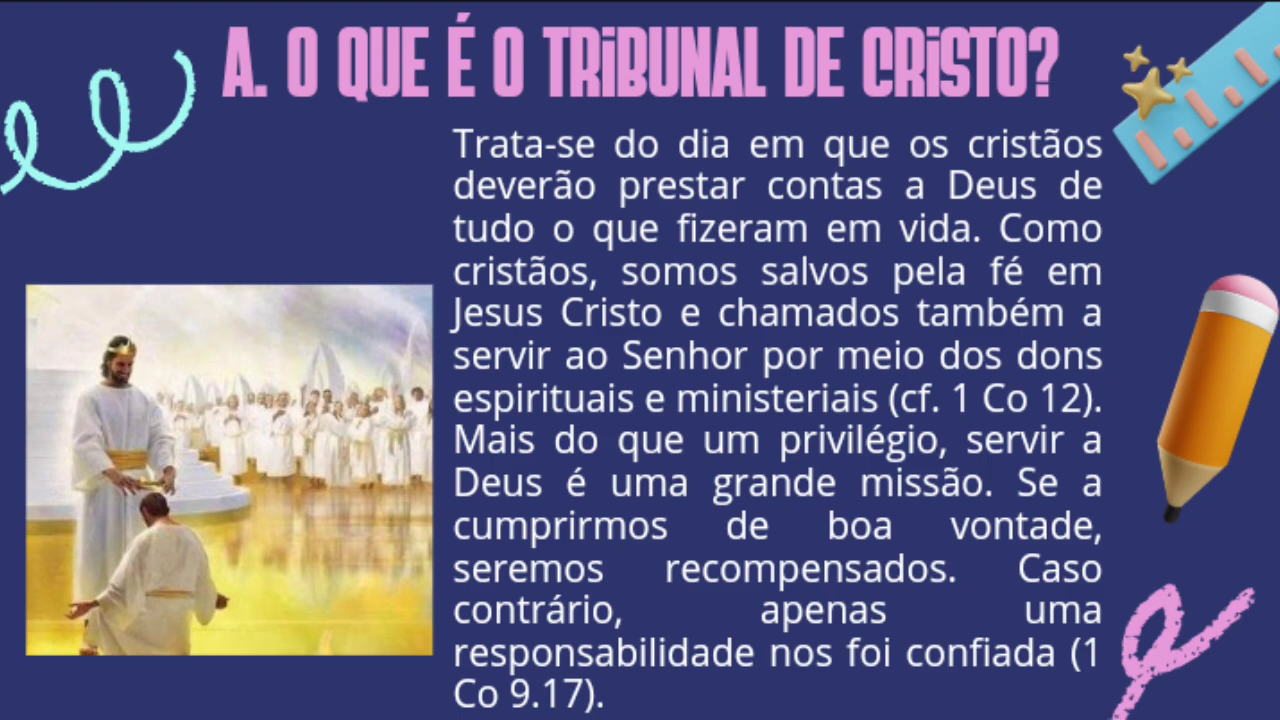 A. O QUE É O TRiBUNAL DE CRiSTO?
Trata-se do dia em que os cristãos
deverão prestar contas a Deus de
tudo o que fizeram em vida. Como
cristãos, somos salvos pela fé em
Jesus Cristo e chamados também a
servir ao Senhor por meio dos dons
espirituais e ministeriais (cf. 1 Co 12).
Mais do que um privilégio, servir a
Deus é uma grande missão. Se a
cumprirmos de boa vontade,
seremos recompensados. Caso
contrário, apenas uma
responsabilidade nos foi confiada (1
Co 9.17).